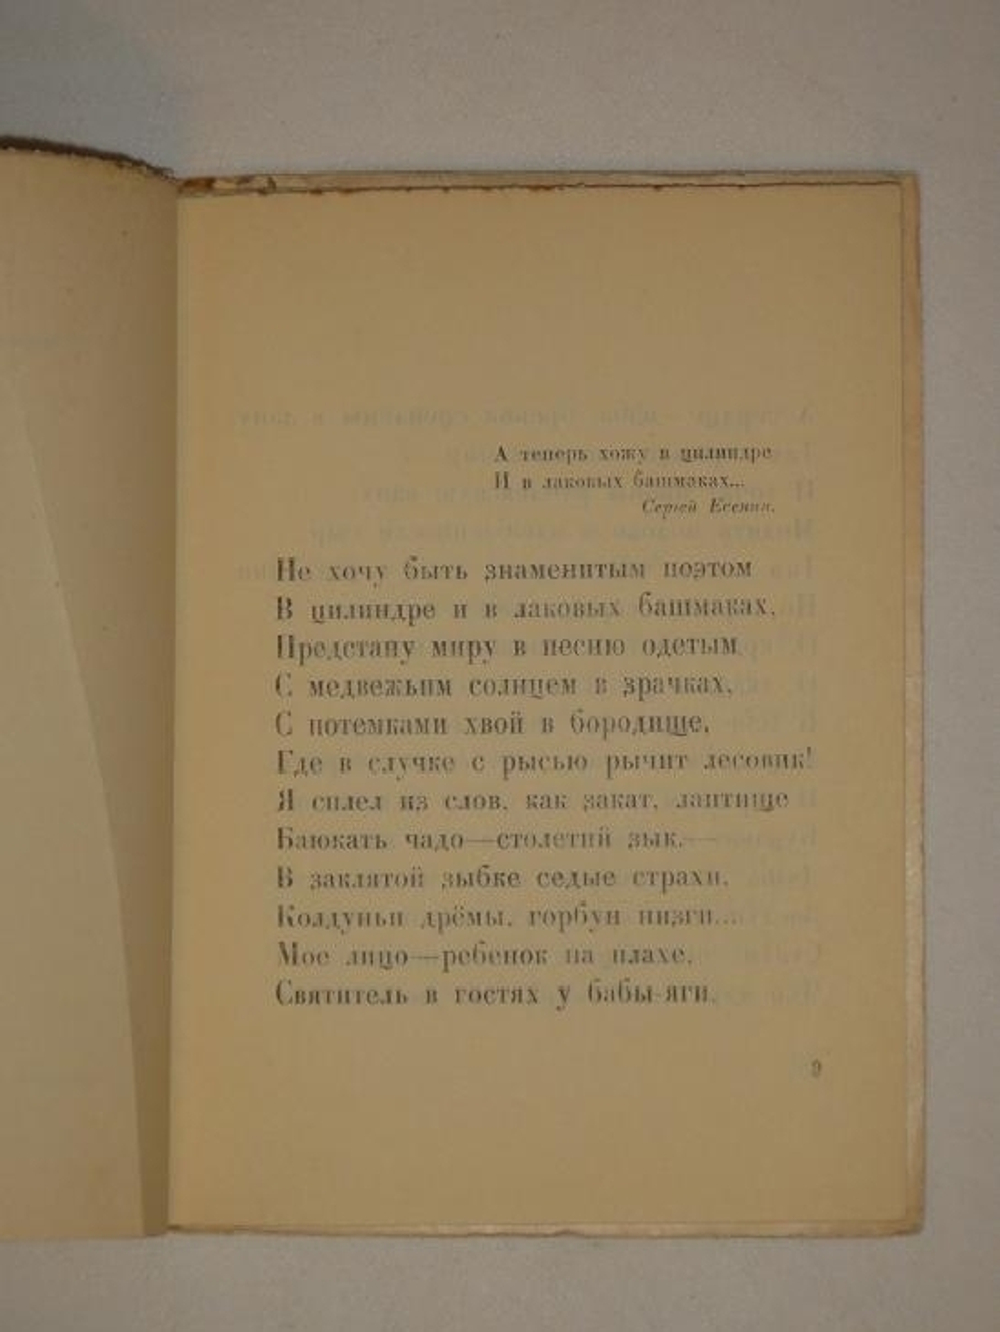 А теперь хожу в цилиндре
И в лаковых башмаках...
Сергей Есенин.
Не хочу быть знаменитым поэтом
В цилиндре и в лаковых башмаках,
Предстану миру в песню одетым
С медвежьим солнцем в зрачках,
С потемками хвой в бородище,
Где в случке с рысью рычит лесовик!
Я сплел из слов, как закат, лаптище
Баюкать чадо—столетий зык.—
В заклятой зыбке седые страхи,
Колдуньи дрёмы, горбун низги...
Мое лицо—ребенок на плахе,
Святитель в гостях у бабы-яги.
9